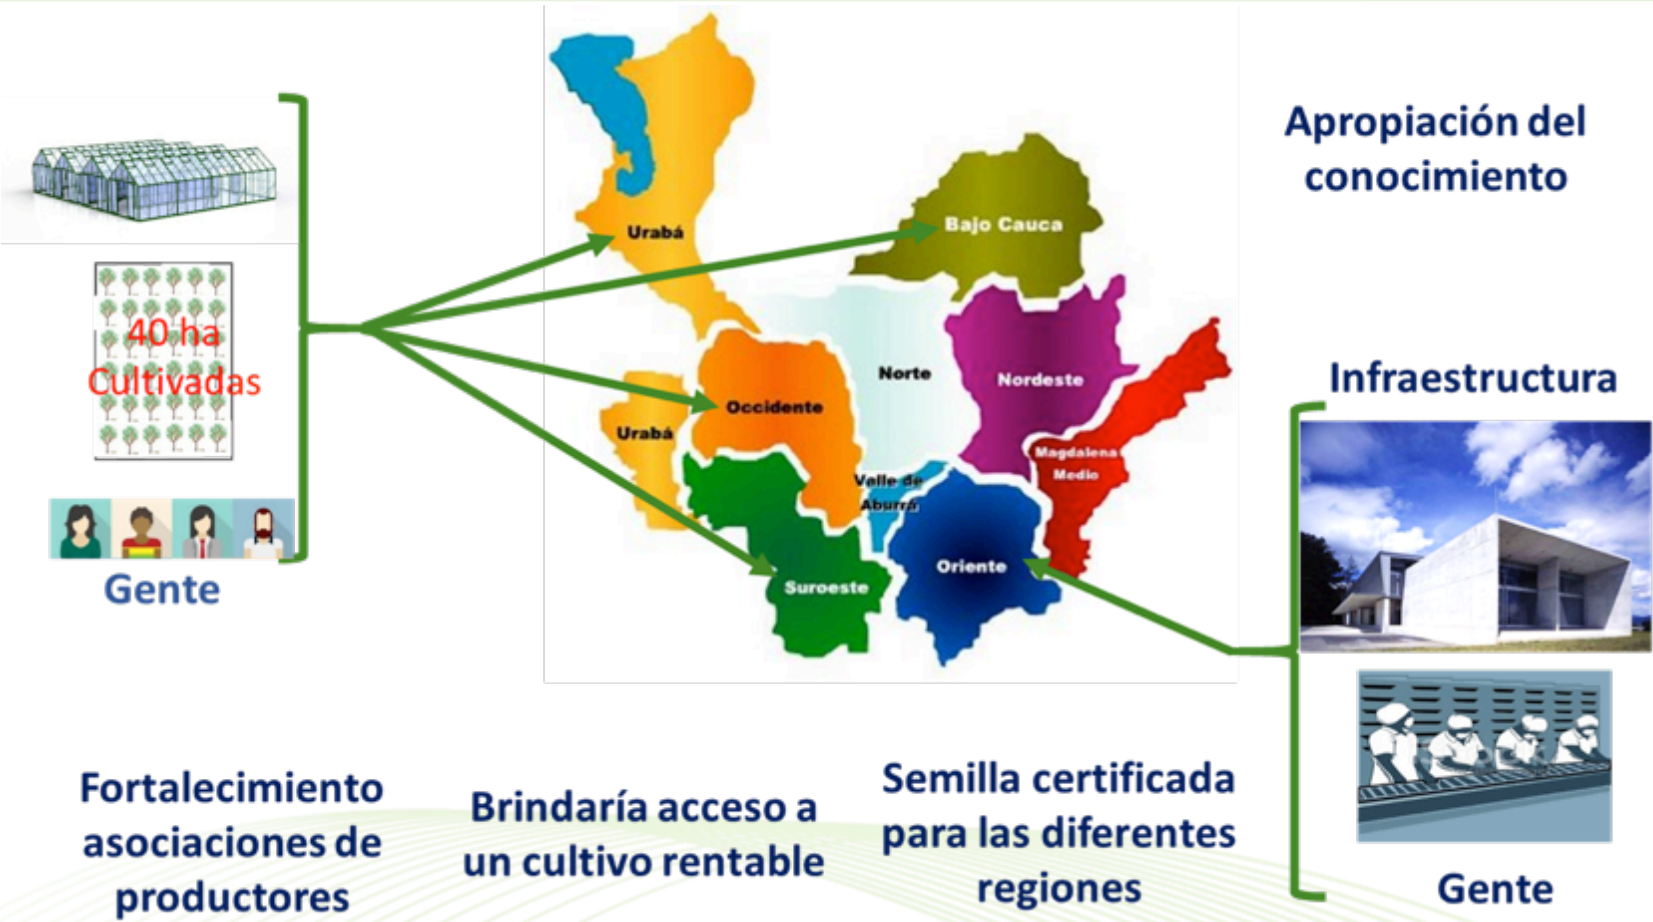 Apropiación del
conocimiento
Urabá
Bajo Cauca
40 ha
Cultivadas
Norte
Nordeste
Infraestructura
Occidente
Urabá
Magdalena
Medio
Valle de
Aburrá
Oriente
Suroeste
Gente
Fortalecimiento
asociaciones de
productores
Brindaría acceso a
un cultivo rentable
Semilla certificada
para las diferentes
regiones
Gente